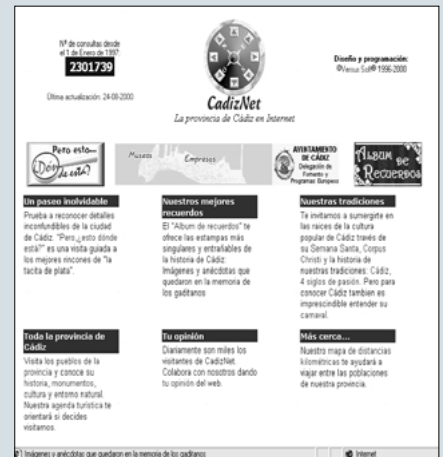 Nº de consultas desde
el 1 de Enero de 1997:
2301739
Última actualización: 24-08-2000
CadizNet
La provincia de Cádiz en Internet
Diseño y programación:
©Versus Soft® 1996-2000
Pero esto...
¿Dónde está?
Museos
Empresas
AYUNTAMIENTO
DE CÁDIZ
Delegación de
Fomento y
Programas Europeos
ALBUM DE
RECUERDOS
Un paseo inolvidable
Prueba a reconocer detalles
inconfundibles de la ciudad
de Cádiz. "Pero,¿esto dónde
está?" es una visita guiada a
los mejores rincones de "la
tacita de plata".
Nuestros mejores
recuerdos
El "Album de recuerdos" te
ofrece las estampas más
singulares y entrañables de
la historia de Cádiz:
Imágenes y anécdotas que
quedaron en la memoria de
los gaditanos
Nuestras tradiciones
Te invitamos a sumergirte en
las raices de la cultura
popular de Cádiz través de
su Semana Santa, Corpus
Christi y la historia de
nuestras tradiciones: Cádiz,
4 siglos de pasión. Pero para
conocer Cádiz tambien es
imprescindible entender su
carnaval.
Toda la provincia de
Cádiz
Visita los pueblos de la
provincia y conoce su
historia, monumentos,
cultura y entorno natural.
Nuestra agenda turística te
orientará si decides
visitarnos.
Tu opinión
Diariamente son miles los
visitantes de CadizNet.
Colabora con nosotros dando
tu opinión del web.
Más cerca...
Nuestro mapa de distancias
kilométricas te ayudará a
viajar entre las poblaciones
de nuestra provincia.
Imágenes y anécdotas que quedaron en la memoria de los gaditanos
Internet